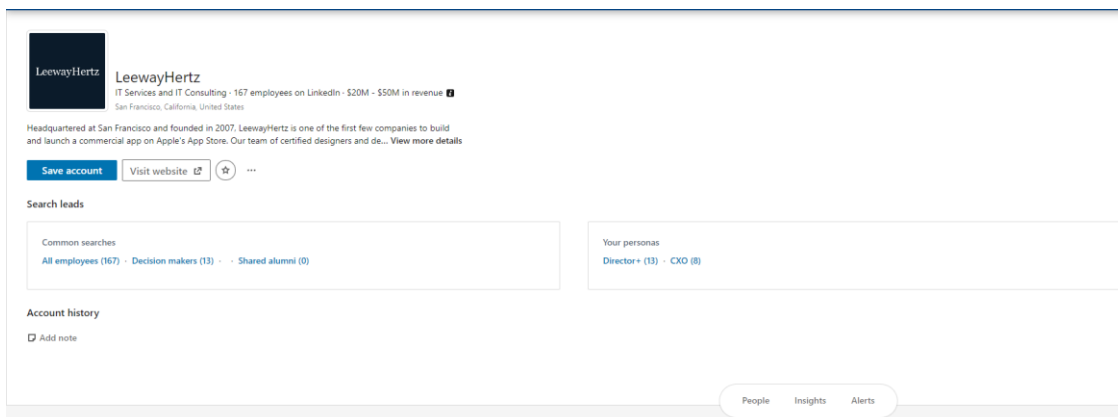 LeewayHertz
LeewayHertz
IT Services and IT Consulting · 167 employees on LinkedIn · $20M - $50M in revenue
San Francisco, California, United States
Headquartered at San Francisco and founded in 2007. LeewayHertz is one of the first few companies to build
and launch a commercial app on Apple's App Store. Our team of certified designers and de... View more details
Save account Visit website ...
Search leads
Common searches
All employees (167) · Decision makers (13) · · Shared alumni (0)
Your personas
Director+ (13) · CXO (8)
Account history
Add note
People Insights Alerts